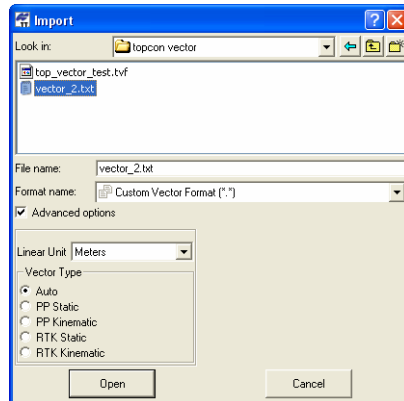 Import
Look in: topcon vector
top_vector_test.tvf
vector_2.txt
File name: vector_2.txt
Format name: Custom Vector Format (*.*)
Advanced options
Linear Unit Meters
Vector Type
Auto
PP Static
PP Kinematic
RTK Static
RTK Kinematic
Open Cancel